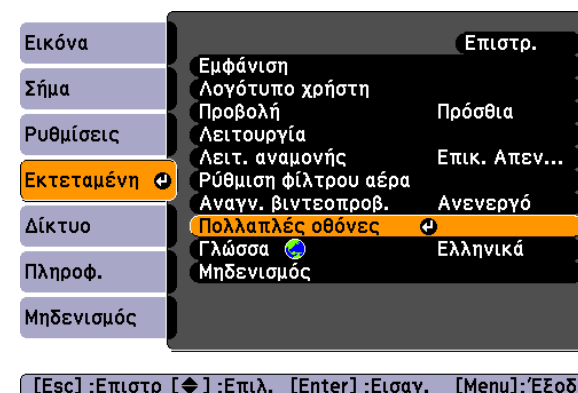 Εικόνα
Σήμα
Ρυθμίσεις
Εκτεταμένη
Δίκτυο
Πληροφ.
Μηδενισμός
Επιστρ.
Εμφάνιση
Λογότυπο χρήστη
Προβολή Πρόσθια
Λειτουργία
Λειτ. αναμονής Επικ. Απεν...
Ρύθμιση φίλτρου αέρα
Αναγν. βιντεοπροβ. Ανενεργό
Πολλαπλές οθόνες
Γλώσσα Ελληνικά
Μηδενισμός
[Esc] :Επιστρ [◆] :Επιλ. [Enter] :Εισαγ. [Menu]:Έξοδ